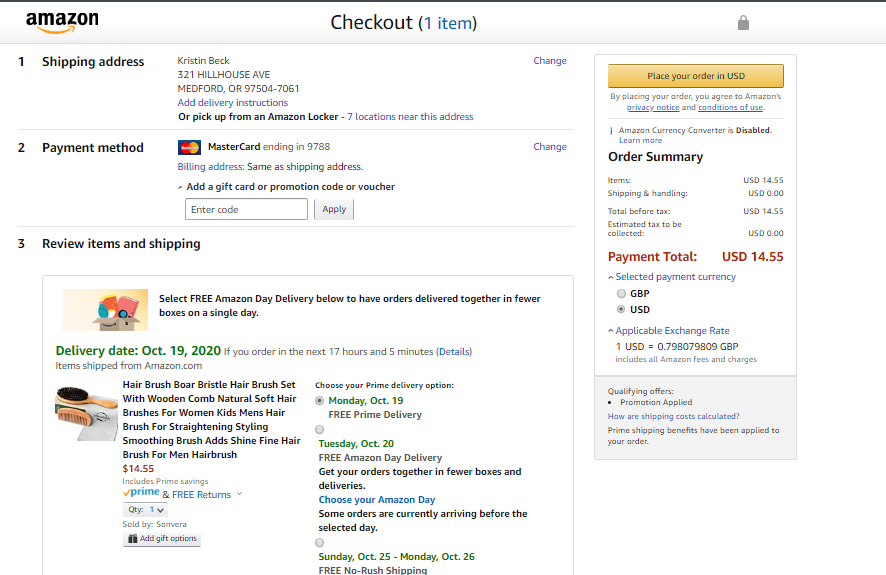 amazon
Checkout (1 item)
1 Shipping address
Kristin Beck
321 HILLHOUSE AVE
MEDFORD, OR 97504-7061
Add delivery instructions
Or pick up from an Amazon Locker - 7 locations near this address
Change
2 Payment method
MasterCard ending in 9788
Billing address: Same as shipping address.
Add a gift card or promotion code or voucher
Enter code
Apply
Change
3 Review items and shipping
Select FREE Amazon Day Delivery below to have orders delivered together in fewer
boxes on a single day.
Delivery date: Oct. 19, 2020 If you order in the next 17 hours and 5 minutes (Details)
Items shipped from Amazon.com
Hair Brush Boar Bristle Hair Brush Set
With Wooden Comb Natural Soft Hair
Brushes For Women Kids Mens Hair
Brush For Straightening Styling
Smoothing Brush Adds Shine Fine Hair
Brush For Men Hairbrush
$14.55
Includes Prime savings
prime & FREE Returns
Qty: 1
Sold by: Sonvera
Add gift options
Choose your Prime delivery option:
Monday, Oct. 19
FREE Prime Delivery
Tuesday, Oct. 20
FREE Amazon Day Delivery
Get your orders together in fewer boxes and
deliveries.
Choose your Amazon Day
Some orders are currently arriving before the
selected day.
Sunday, Oct. 25 - Monday, Oct. 26
FREE No-Rush Shipping
Place your order in USD
By placing your order, you agree to Amazon's
privacy notice and conditions of use.
Amazon Currency Converter is Disabled.
Learn more
Order Summary
Items: USD 14.55
Shipping & handling: USD 0.00
Total before tax: USD 14.55
Estimated tax to be
collected: USD 0.00
Payment Total: USD 14.55
Selected payment currency
GBP
USD
Applicable Exchange Rate
1 USD = 0.798079809 GBP
includes all Amazon fees and charges
Qualifying offers:
• Promotion Applied
How are shipping costs calculated?
Prime shipping benefits have been applied to
your order.